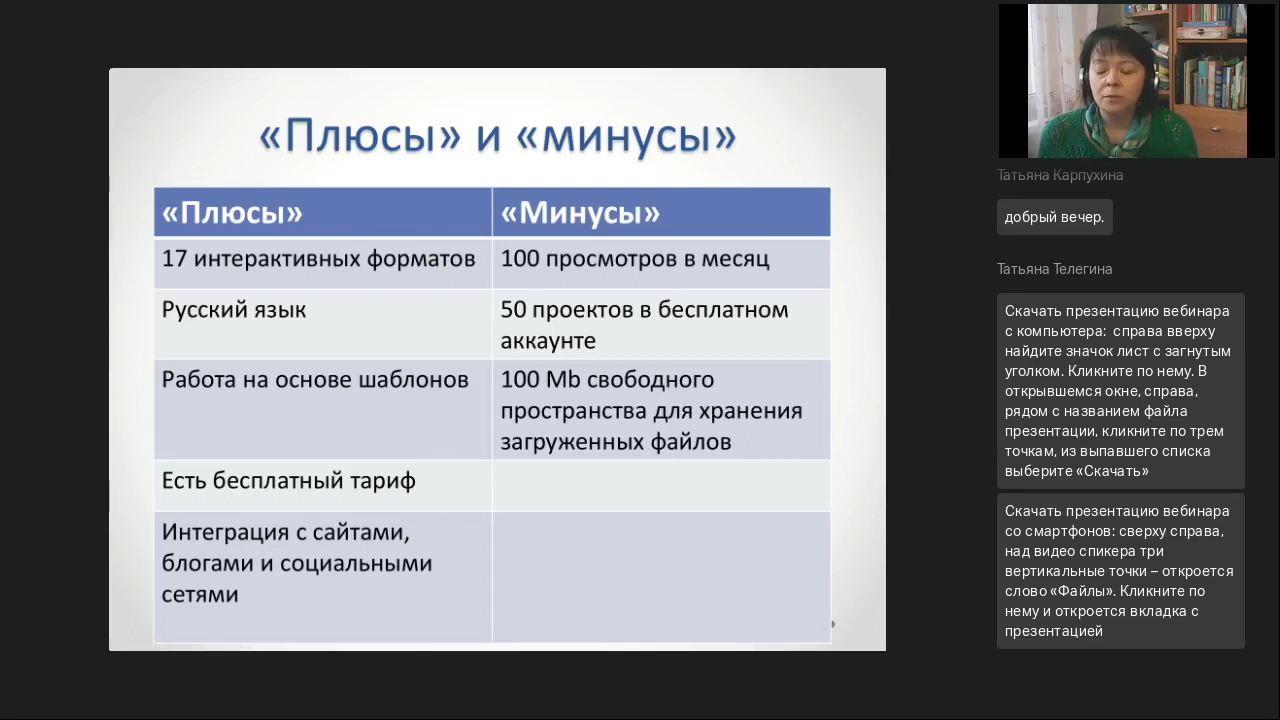 «Плюсы» и «минусы»
«Плюсы»
«Минусы»
17 интерактивных форматов
100 просмотров в месяц
Русский язык
50 проектов в бесплатном
аккаунте
Работа на основе шаблонов
100 Mb свободного
пространства для хранения
загруженных файлов
Есть бесплатный тариф
Интеграция с сайтами,
блогами и социальными
сетями
Татьяна Карпухина
добрый вечер.
Татьяна Телегина
Скачать презентацию вебинара
с компьютера: справа вверху
найдите значок лист с загнутым
уголком. Кликните по нему. В
открывшемся окне, справа,
рядом с названием файла
презентации, кликните по трем
точкам, из выпавшего списка
выберите «Скачать»
Скачать презентацию вебинара
со смартфонов: сверху справа,
над видео спикера три
вертикальные точки – откроется
слово «Файлы». Кликните по
нему и откроется вкладка с
презентацией